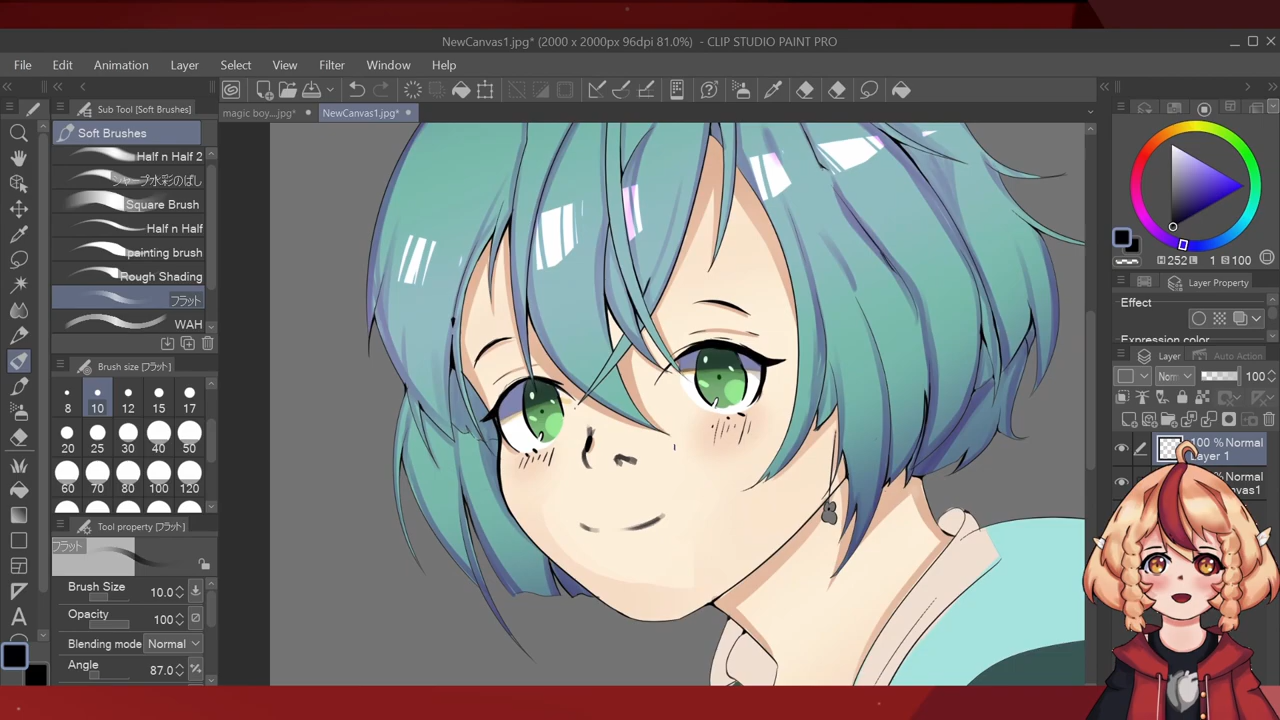 NewCanvas1.jpg* (2000 x 2000px 96dpi 81.0%) - CLIP STUDIO PAINT PRO
File Edit Animation Layer Select View Filter Window Help
Sub Tool [Soft Brushes]
magic boy...jpg* NewCanvas1.jpg*
Soft Brushes
Half n Half 2
シャープ水彩のばし
Square Brush
Half n Half
painting brush
Rough Shading
フラット
WAH
Brush size [フラット]
8 10 12 15 17
20 25 30 40 50
60 70 80 100 120
Tool property [フラット]
フラット
Brush Size 10.0
Opacity 100
Blending mode Normal
Angle 87.0
H 252 L 1 S 100
Layer Property
Effect
Expression color
Layer Auto Action
Norm 100
100 % Normal
Layer 1
Normal
Canvas1
A